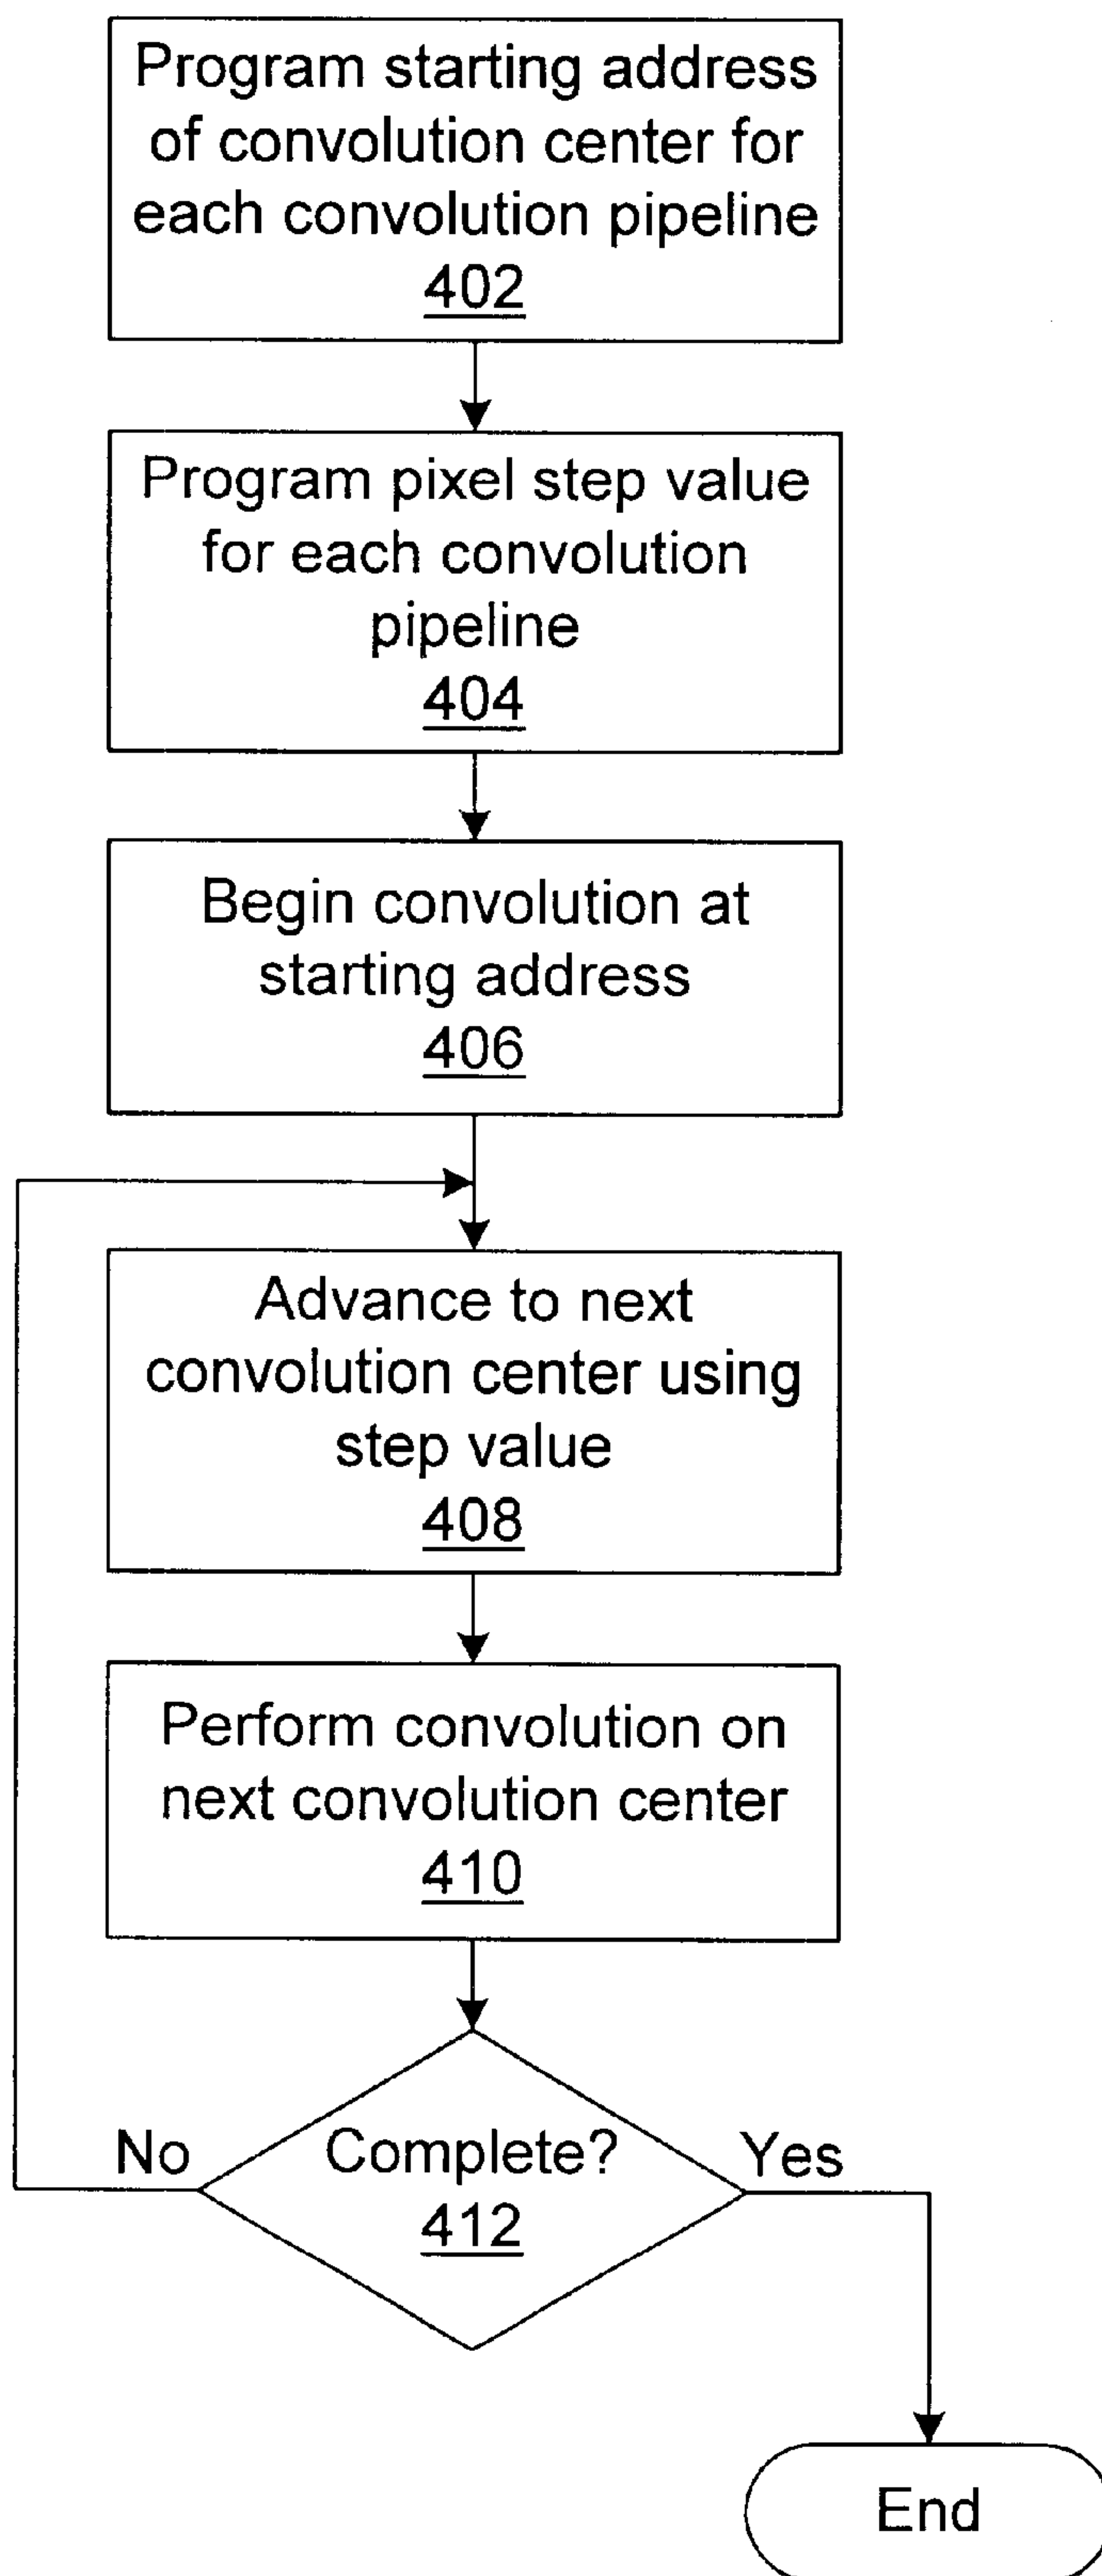 Program starting address
of convolution center for
each convolution pipeline
402
Program pixel step value
for each convolution
pipeline
404
Begin convolution at
starting address
406
Advance to next
convolution center using
step value
408
Perform convolution on
next convolution center
410
No
Complete?
Yes
412
End